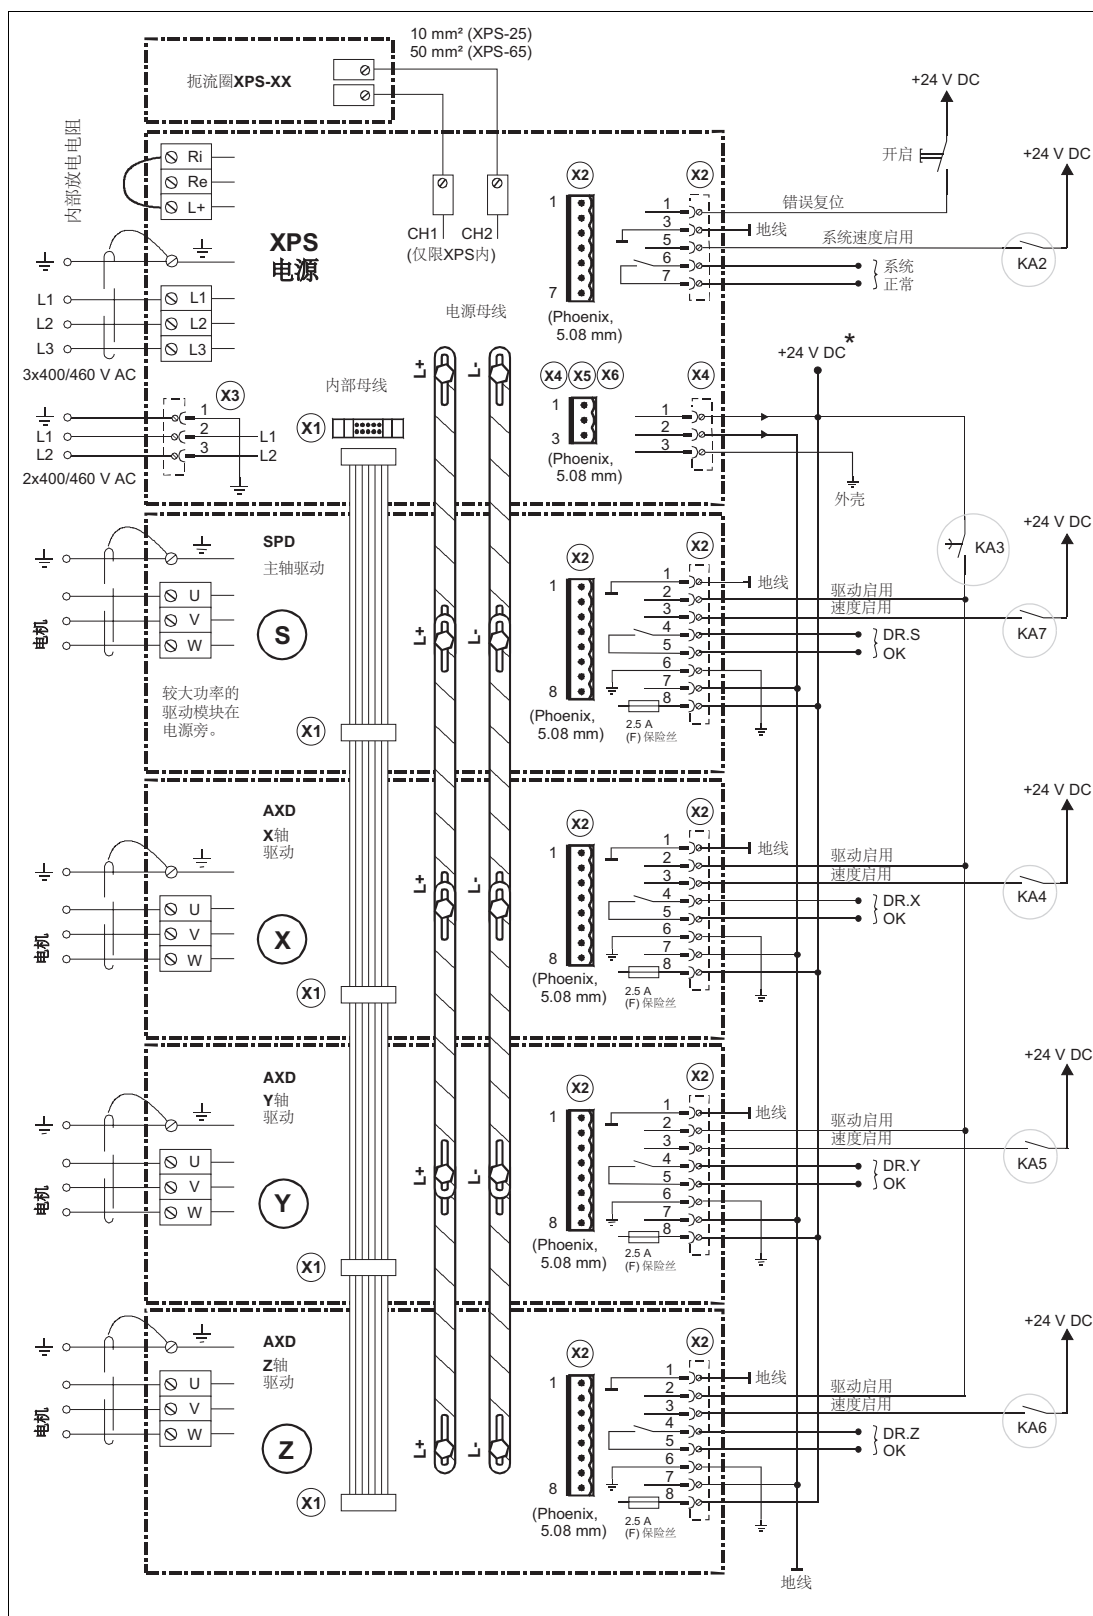 10 mm² (XPS-25)
50 mm² (XPS-65)
扼流圈XPS-XX
+24 V DC
开启
+24 V DC
内部放电电阻
Ri
Re
L+
XPS
电源
CH1 CH2
(仅限XPS内)
X2
1
7
(Phoenix,
5.08 mm)
X2
1
3
5
6
7
错误复位
地线
系统速度启用
KA2
系统
正常
L1 L1
L2 L2
L3 L3
3x400/460 V AC
电源母线
L+ L-
+24 V DC*
内部母线
X1
X3
1
L1 2 L1
L2 3 L2
2x400/460 V AC
X4 X5 X6
1
3
(Phoenix,
5.08 mm)
X4
1
2
3
外壳
KA3
SPD
主轴驱动
U
V
W
电机
S
较大功率的
驱动模块在
电源旁。
X1
L+ L-
X2
1
8
(Phoenix,
5.08 mm)
X2
1
2
3
4
5
6
7
8
2.5 A
(F) 保险丝
地线
驱动启用
速度启用
+24 V DC
KA7
DR.S
OK
AXD
X轴
驱动
U
V
W
电机
X
X1
L+ L-
X2
1
8
(Phoenix,
5.08 mm)
X2
1
2
3
4
5
6
7
8
2.5 A
(F) 保险丝
地线
驱动启用
速度启用
+24 V DC
KA4
DR.X
OK
AXD
Y轴
驱动
U
V
W
电机
Y
X1
L+ L-
X2
1
8
(Phoenix,
5.08 mm)
X2
1
2
3
4
5
6
7
8
2.5 A
(F) 保险丝
地线
驱动启用
速度启用
+24 V DC
KA5
DR.Y
OK
AXD
Z轴
驱动
U
V
W
电机
Z
X1
L+ L-
X2
1
8
(Phoenix,
5.08 mm)
X2
1
2
3
4
5
6
7
8
2.5 A
(F) 保险丝
地线
驱动启用
速度启用
+24 V DC
KA6
DR.Z
OK
地线